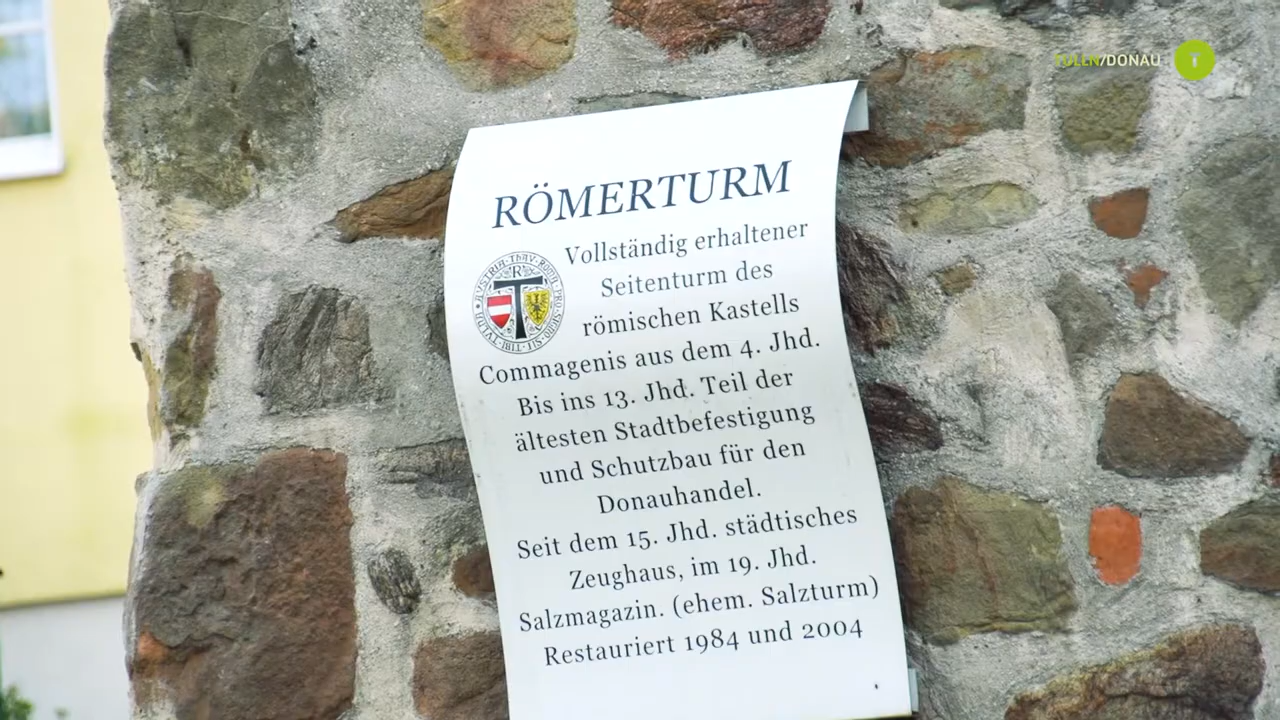 TULLN/DONAU
RÖMERTURM
Vollständig erhaltener
Seitenturm des
römischen Kastells
Commagenis aus dem 4. Jhd.
Bis ins 13. Jhd. Teil der
ältesten Stadtbefestigung
und Schutzbau für den
Donauhandel.
Seit dem 15. Jhd. städtisches
Zeughaus, im 19. Jhd.
Salzmagazin. (ehem. Salzturm)
Restauriert 1984 und 2004